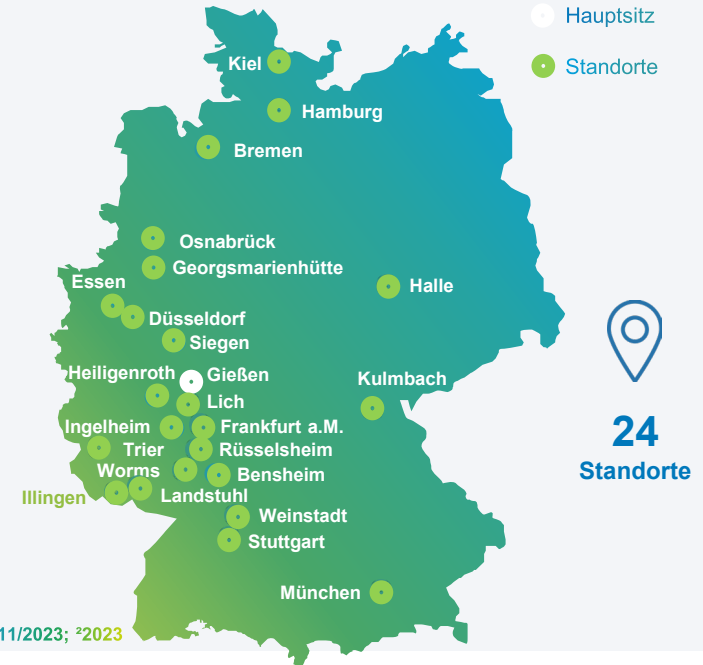 Hauptsitz
Kiel
Standorte
Hamburg
Bremen
Osnabrück
Georgsmarienhütte
Essen
Halle
Düsseldorf
Siegen
Heiligenroth
Gießen
Kulmbach
Lich
Ingelheim
Frankfurt a.M.
24
Trier
Rüsselsheim
Standorte
Worms
Bensheim
Illingen
Landstuhl
Weinstadt
Stuttgart
München
11/2023; ²2023